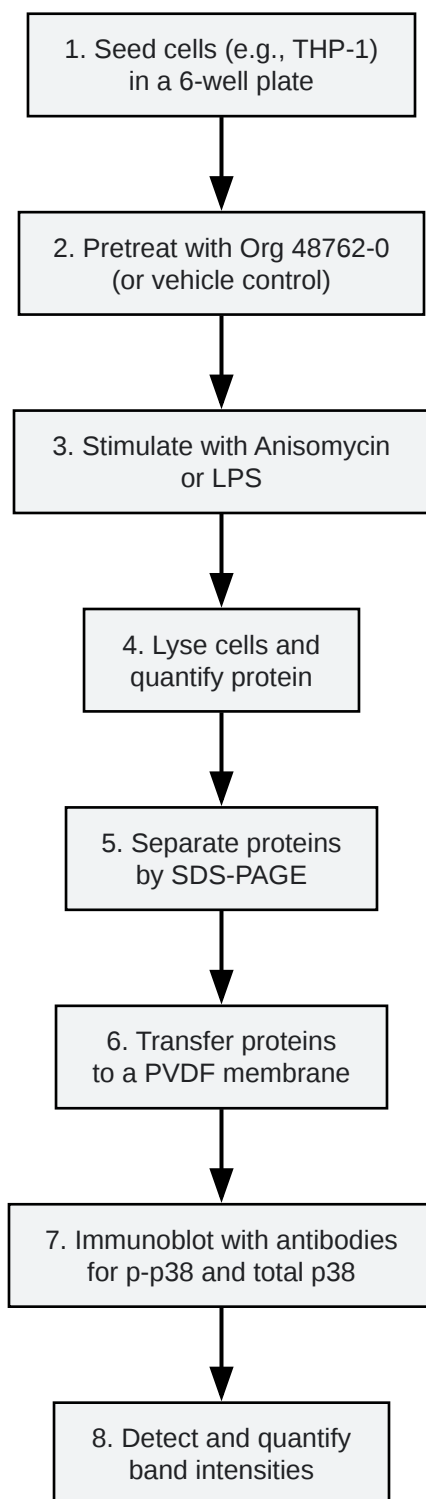 1. Seed cells (e.g., THP-1)
in a 6-well plate
2. Pretreat with Org 48762-0
(or vehicle control)
3. Stimulate with Anisomycin
or LPS
4. Lyse cells and
quantify protein
5. Separate proteins
by SDS-PAGE
6. Transfer proteins
to a PVDF membrane
7. Immunoblot with antibodies
for p-p38 and total p38
8. Detect and quantify
band intensities